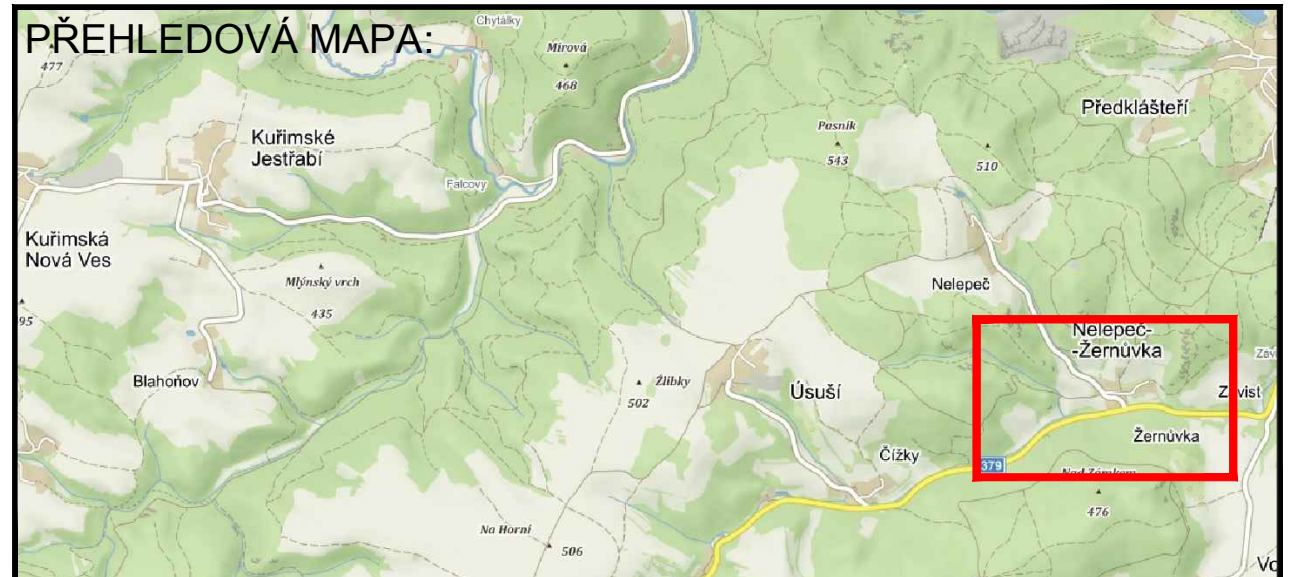 PŘEHLEDOVÁ MAPA:
Chytálky
Mírová
468
477
Předklášteří
Pasník
543
510
Kuřimské
Jestřabí
Falcovy
Kuřimská
Nová Ves
Mlýnský vrch
435
95
Nelepeč
Nelepeč-
-Žernůvka
Záv
Blahoňov
Žlíbky
502
Úsuší
Závist
Žernůvka
Čížky
379
Nad Zámkem
476
Na Horní
506
Vo